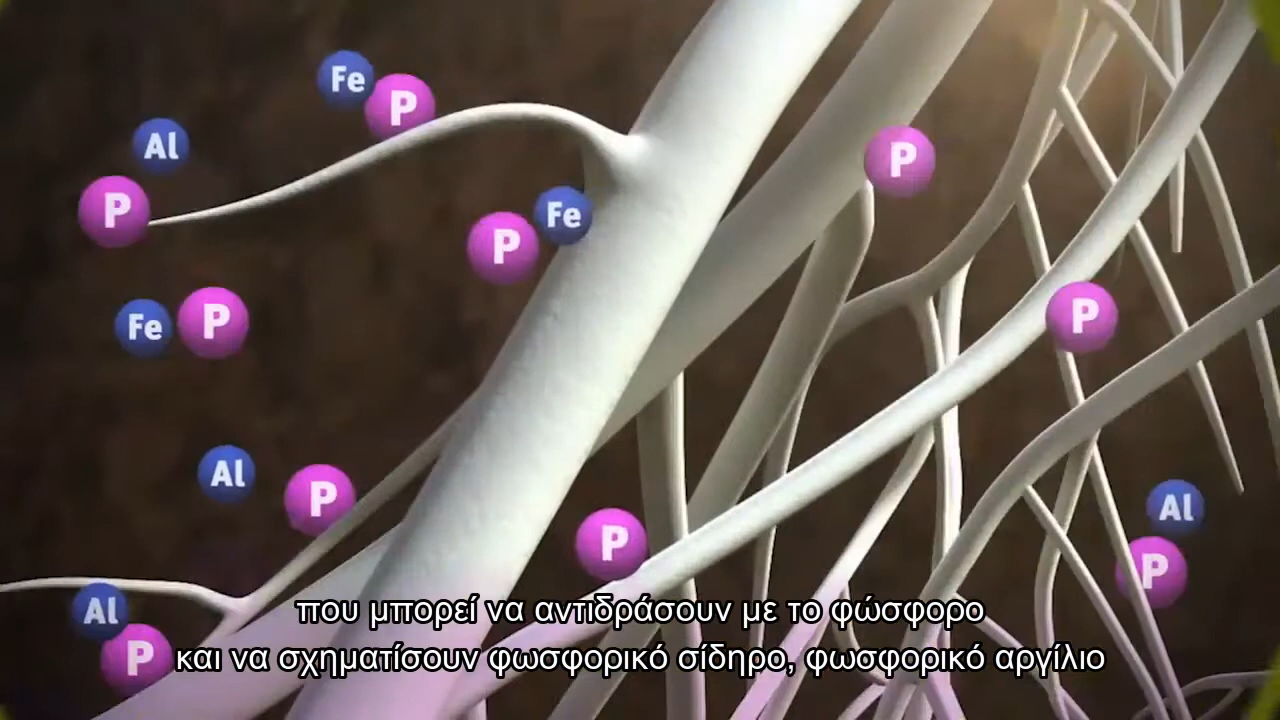 Fe
P
Al
P
P
Fe
P
Fe
P
P
Al
P
P
Al
P
Al
P
που μπορεί να αντιδράσουν με το φώσφορο
και να σχηματίσουν φωσφορικό σίδηρο, φωσφορικό αργίλιο